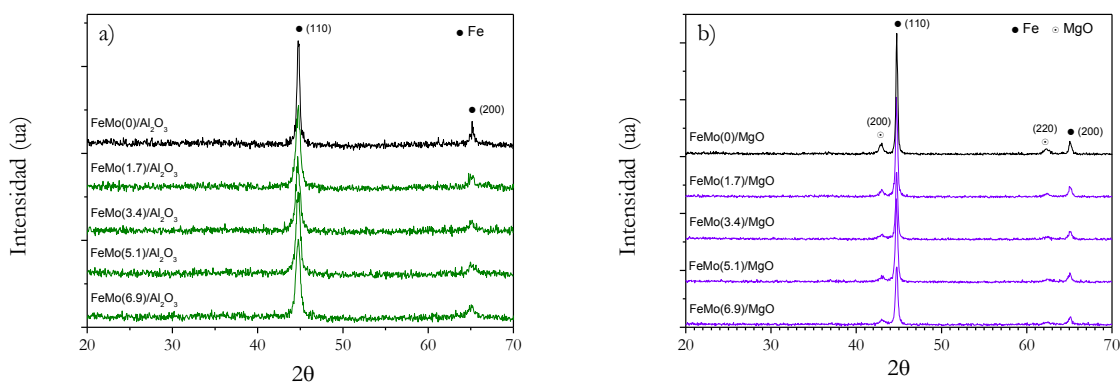 a)
● (110)
● Fe
● (200)
FeMo(0)/Al₂O₃
FeMo(1.7)/Al₂O₃
FeMo(3.4)/Al₂O₃
FeMo(5.1)/Al₂O₃
FeMo(6.9)/Al₂O₃
Intensidad (ua)
20 30 40 50 60 70
2θ
b)
● (110)
● Fe ☉ MgO
(200)
☉
(220)
☉
● (200)
FeMo(0)/MgO
FeMo(1.7)/MgO
FeMo(3.4)/MgO
FeMo(5.1)/MgO
FeMo(6.9)/MgO
Intensidad (ua)
20 30 40 50 60 70
2θ